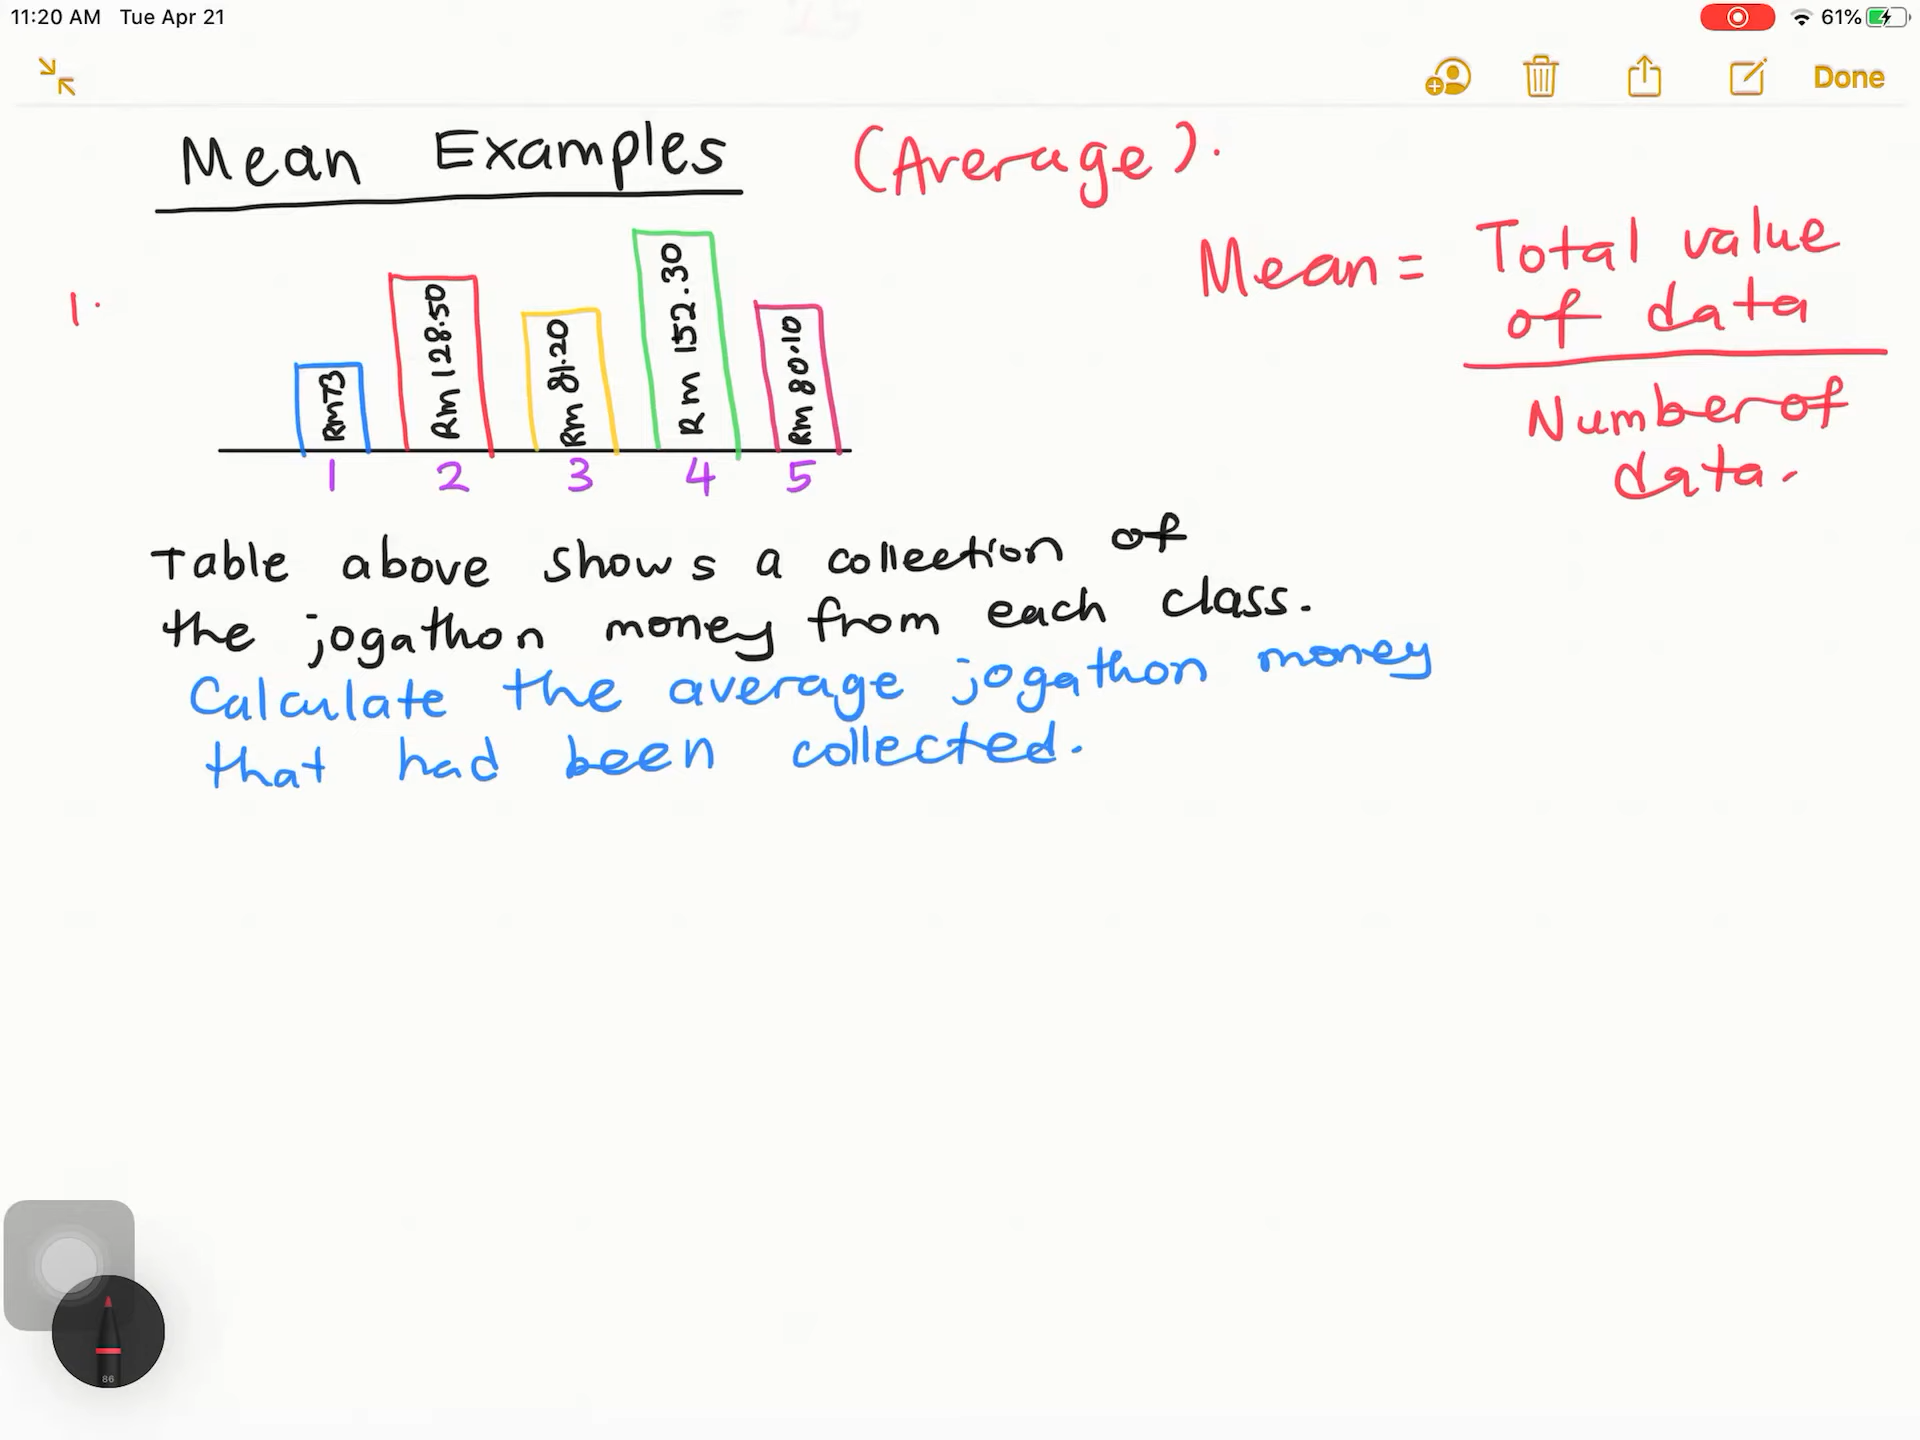 11:20 AM Tue Apr 21
61%
Done
Mean Examples (Average).
Mean = Total value
of data
Number of
data.
1.
Rm73
Rm 128.50
Rm 81.20
Rm 152.30
Rm 80.10
1 2 3 4 5
Table above shows a collection of
the jogathon money from each class.
Calculate the average jogathon money
that had been collected.
86